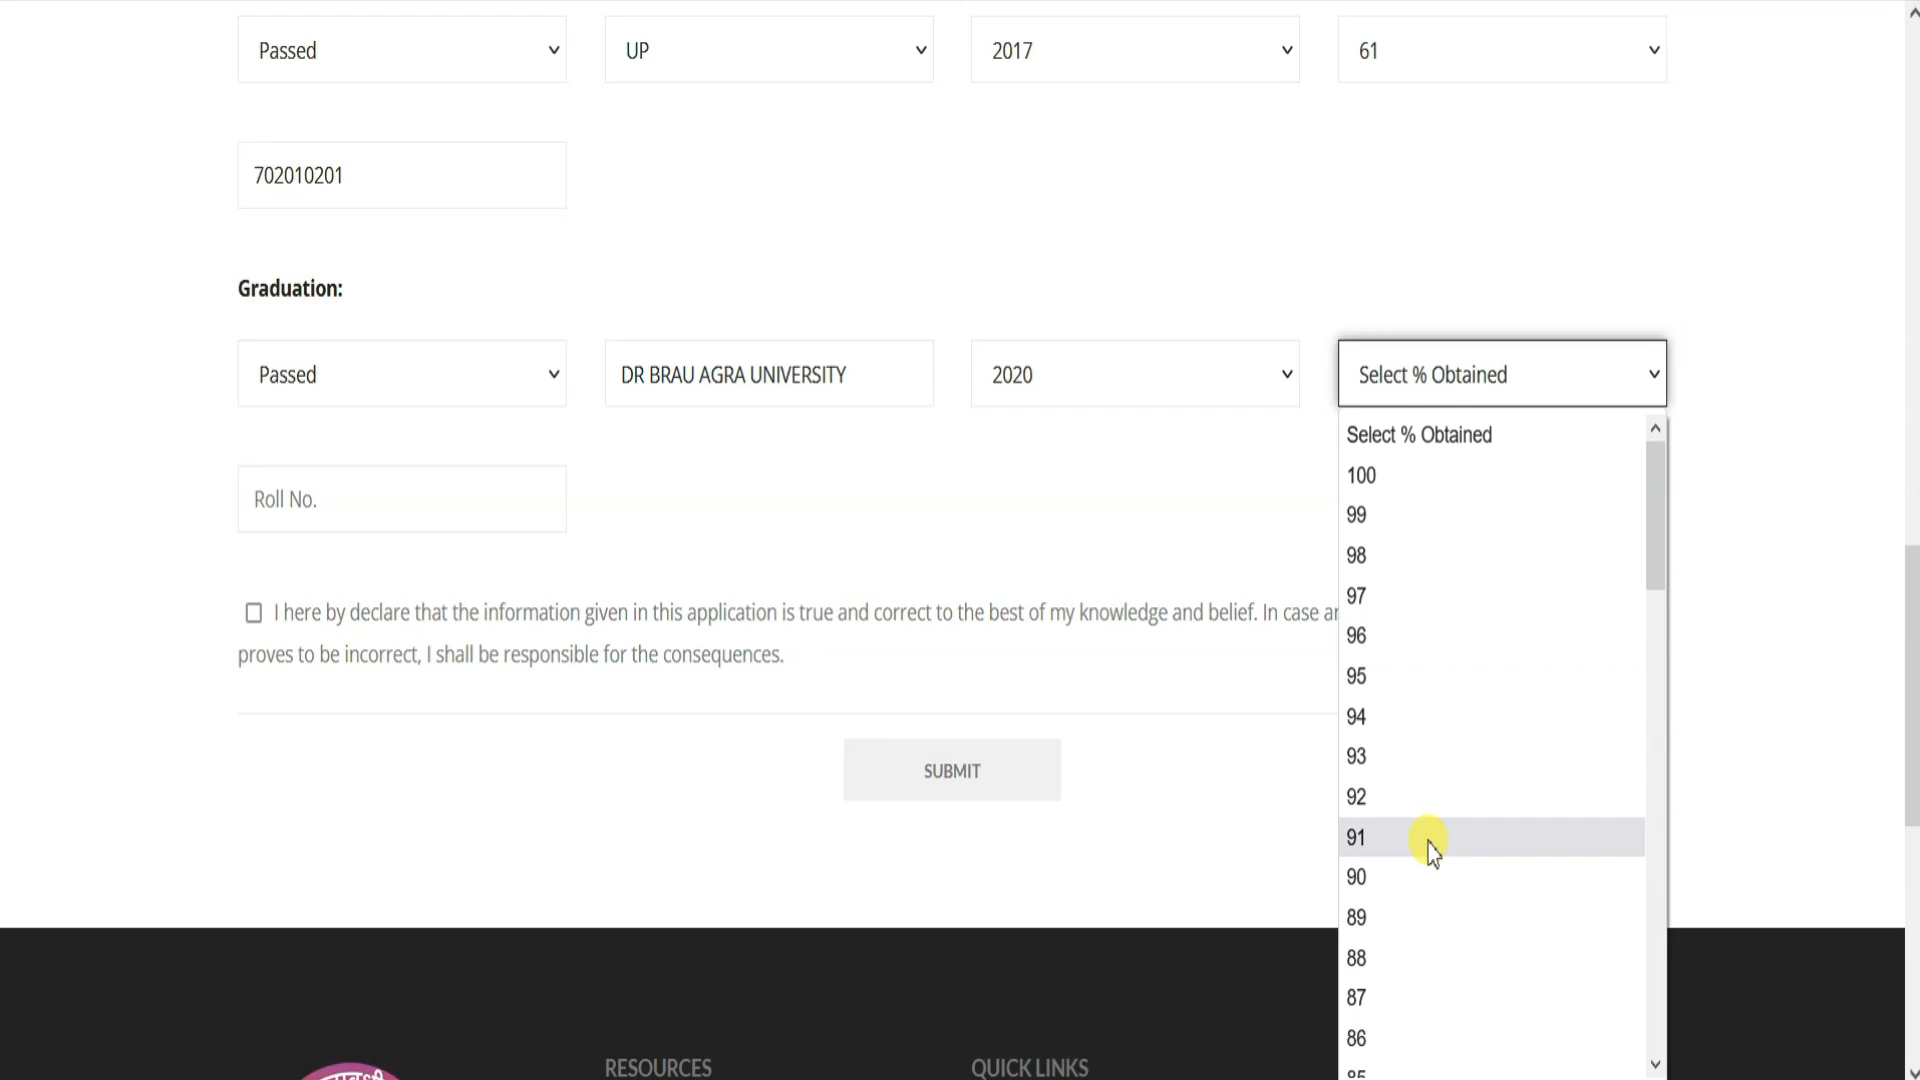 Passed
UP
2017
61
702010201
Graduation:
Passed
DR BRAU AGRA UNIVERSITY
2020
Select % Obtained
Select % Obtained
100
99
98
97
96
95
94
93
92
91
90
89
88
87
86
85
Roll No.
I here by declare that the information given in this application is true and correct to the best of my knowledge and belief. In case
proves to be incorrect, I shall be responsible for the consequences.
SUBMIT
RESOURCES
QUICK LINKS